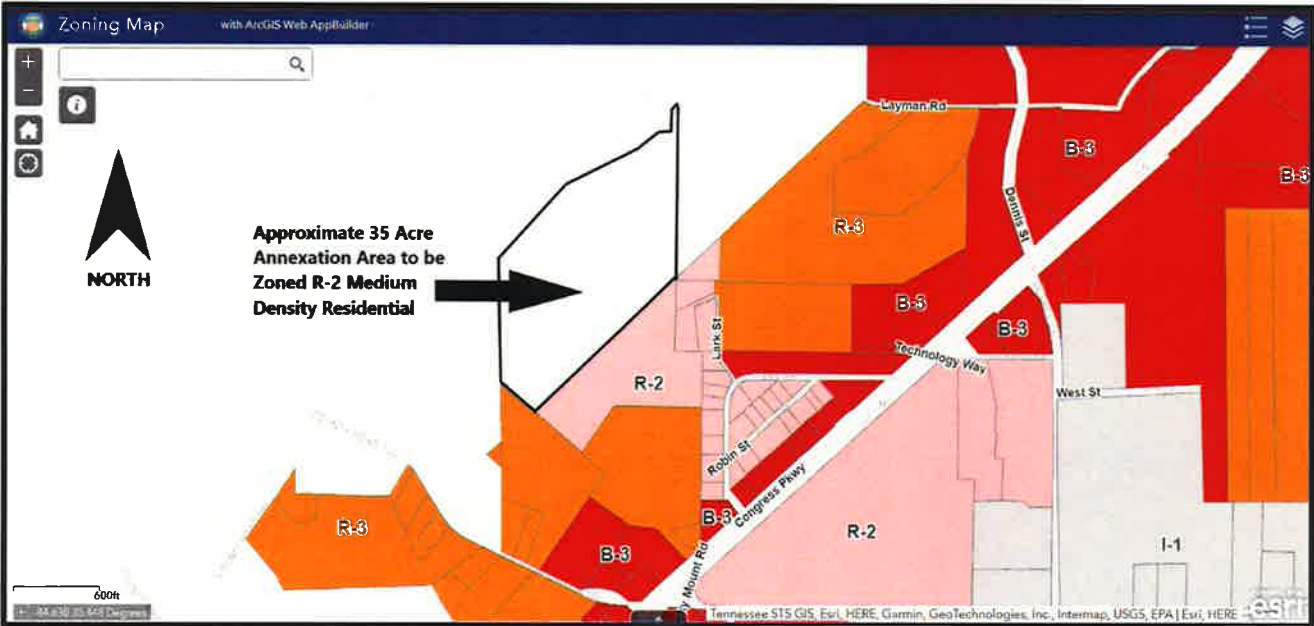 Zoning Map with ArcGIS Web AppBuilder
+
−
i
NORTH
Approximate 35 Acre
Annexation Area to be
Zoned R-2 Medium
Density Residential
Layman Rd
B-3
B-3
R-3
Dennis St
B-3
B-3
Lark St
Technology Way
R-2
West St
Robin St
Congress Pkwy
B-3
R-3
B-3
R-2
I-1
Mount Rd
600ft
Degrees
Tennessee STS GIS, Esri, HERE, Garmin, GeoTechnologies, Inc., Intermap, USGS, EPA | Esri, HERE
esri